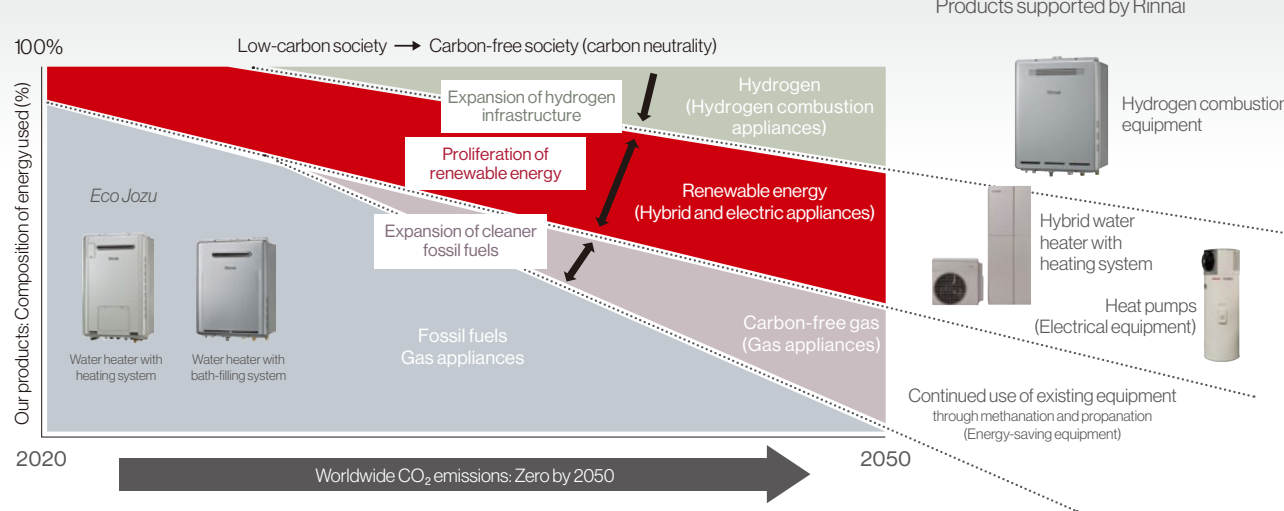 Products supported by Rinnai
100%
Low-carbon society → Carbon-free society (carbon neutrality)
Our products: Composition of energy used (%)
Expansion of hydrogen
infrastructure
Hydrogen
(Hydrogen combustion
appliances)
Hydrogen combustion
equipment
Proliferation of
renewable energy
Renewable energy
(Hybrid and electric appliances)
Eco Jozu
Expansion of cleaner
fossil fuels
Hybrid water
heater with
heating system
Heat pumps
(Electrical equipment)
Water heater with
heating system
Water heater with
bath-filling system
Fossil fuels
Gas appliances
Carbon-free gas
(Gas appliances)
Continued use of existing equipment
through methanation and propanation
(Energy-saving equipment)
2020
2050
Worldwide CO₂ emissions: Zero by 2050